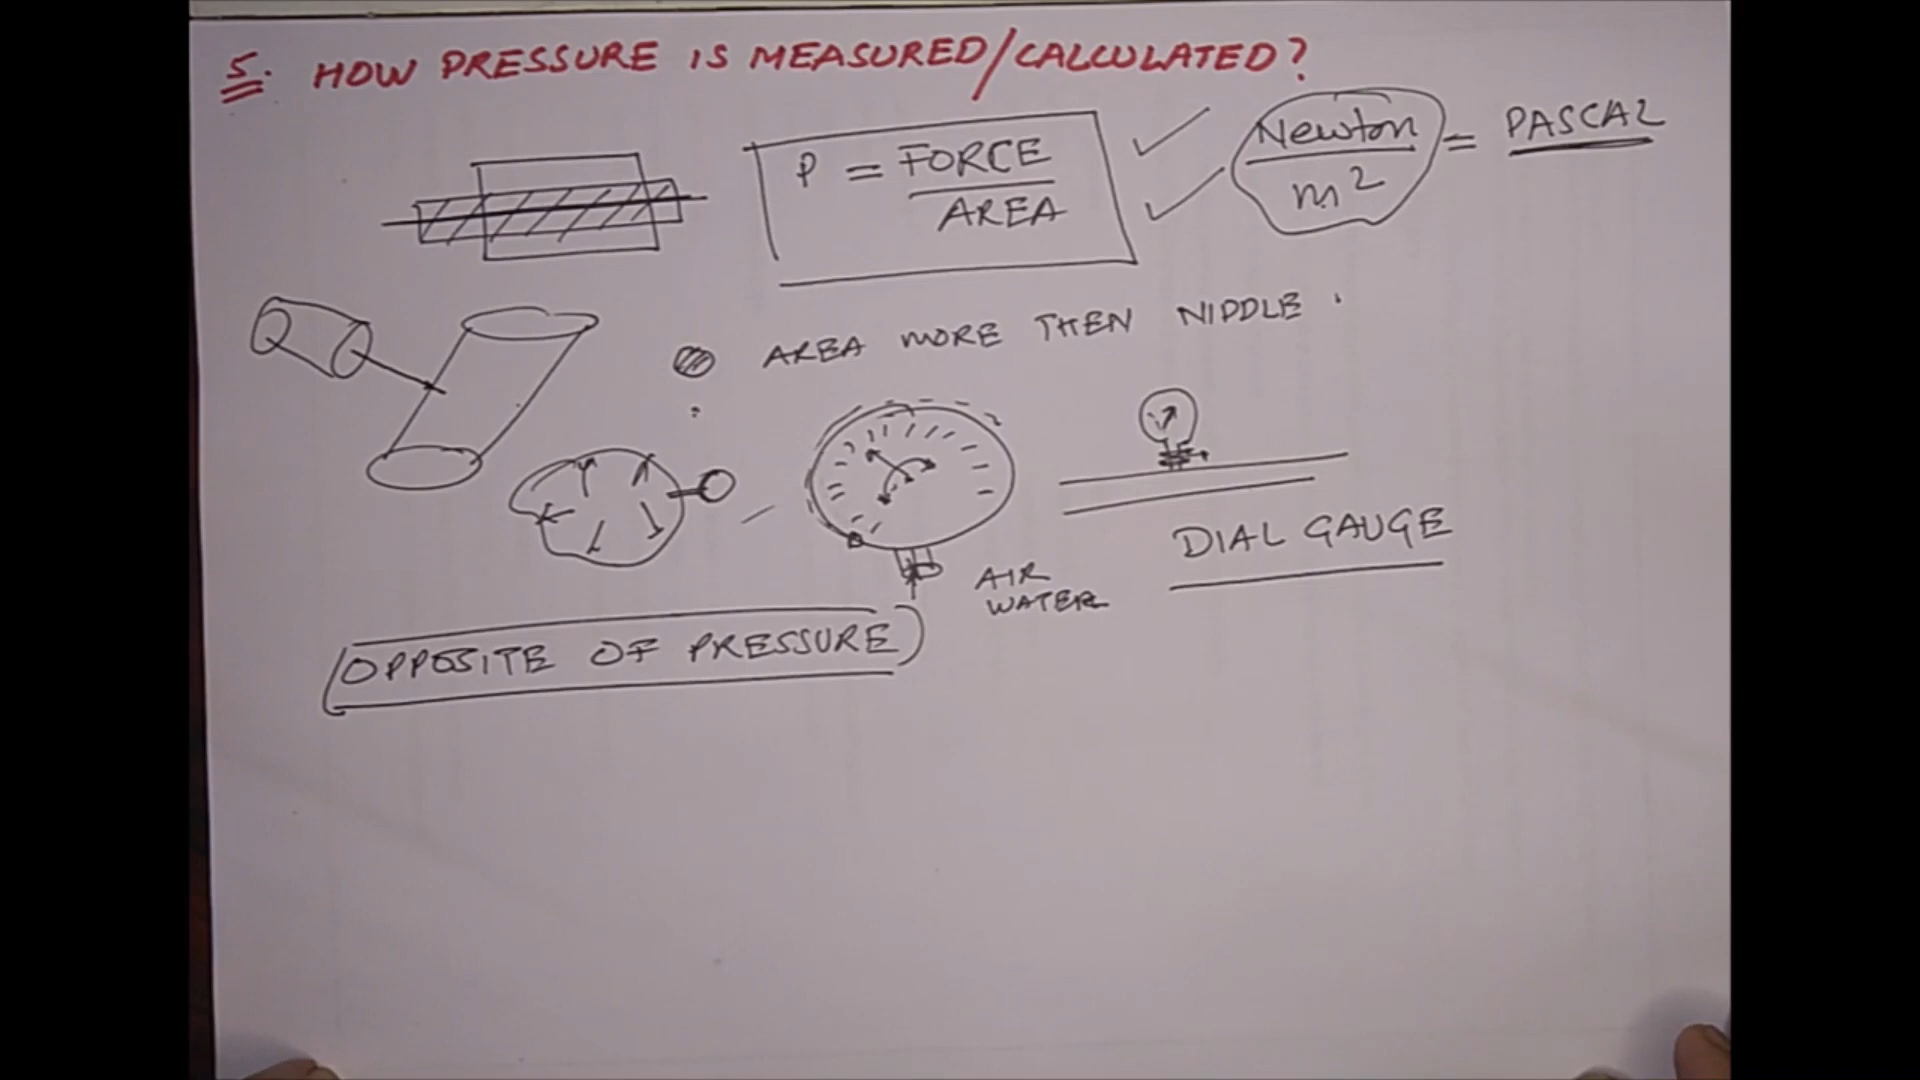 5. HOW PRESSURE IS MEASURED/CALCULATED?
P = FORCE
AREA
Newton
m²
= PASCAL
AREA MORE THEN NIDDLE.
DIAL GAUGE
AIR
WATER
OPPOSITE OF PRESSURE